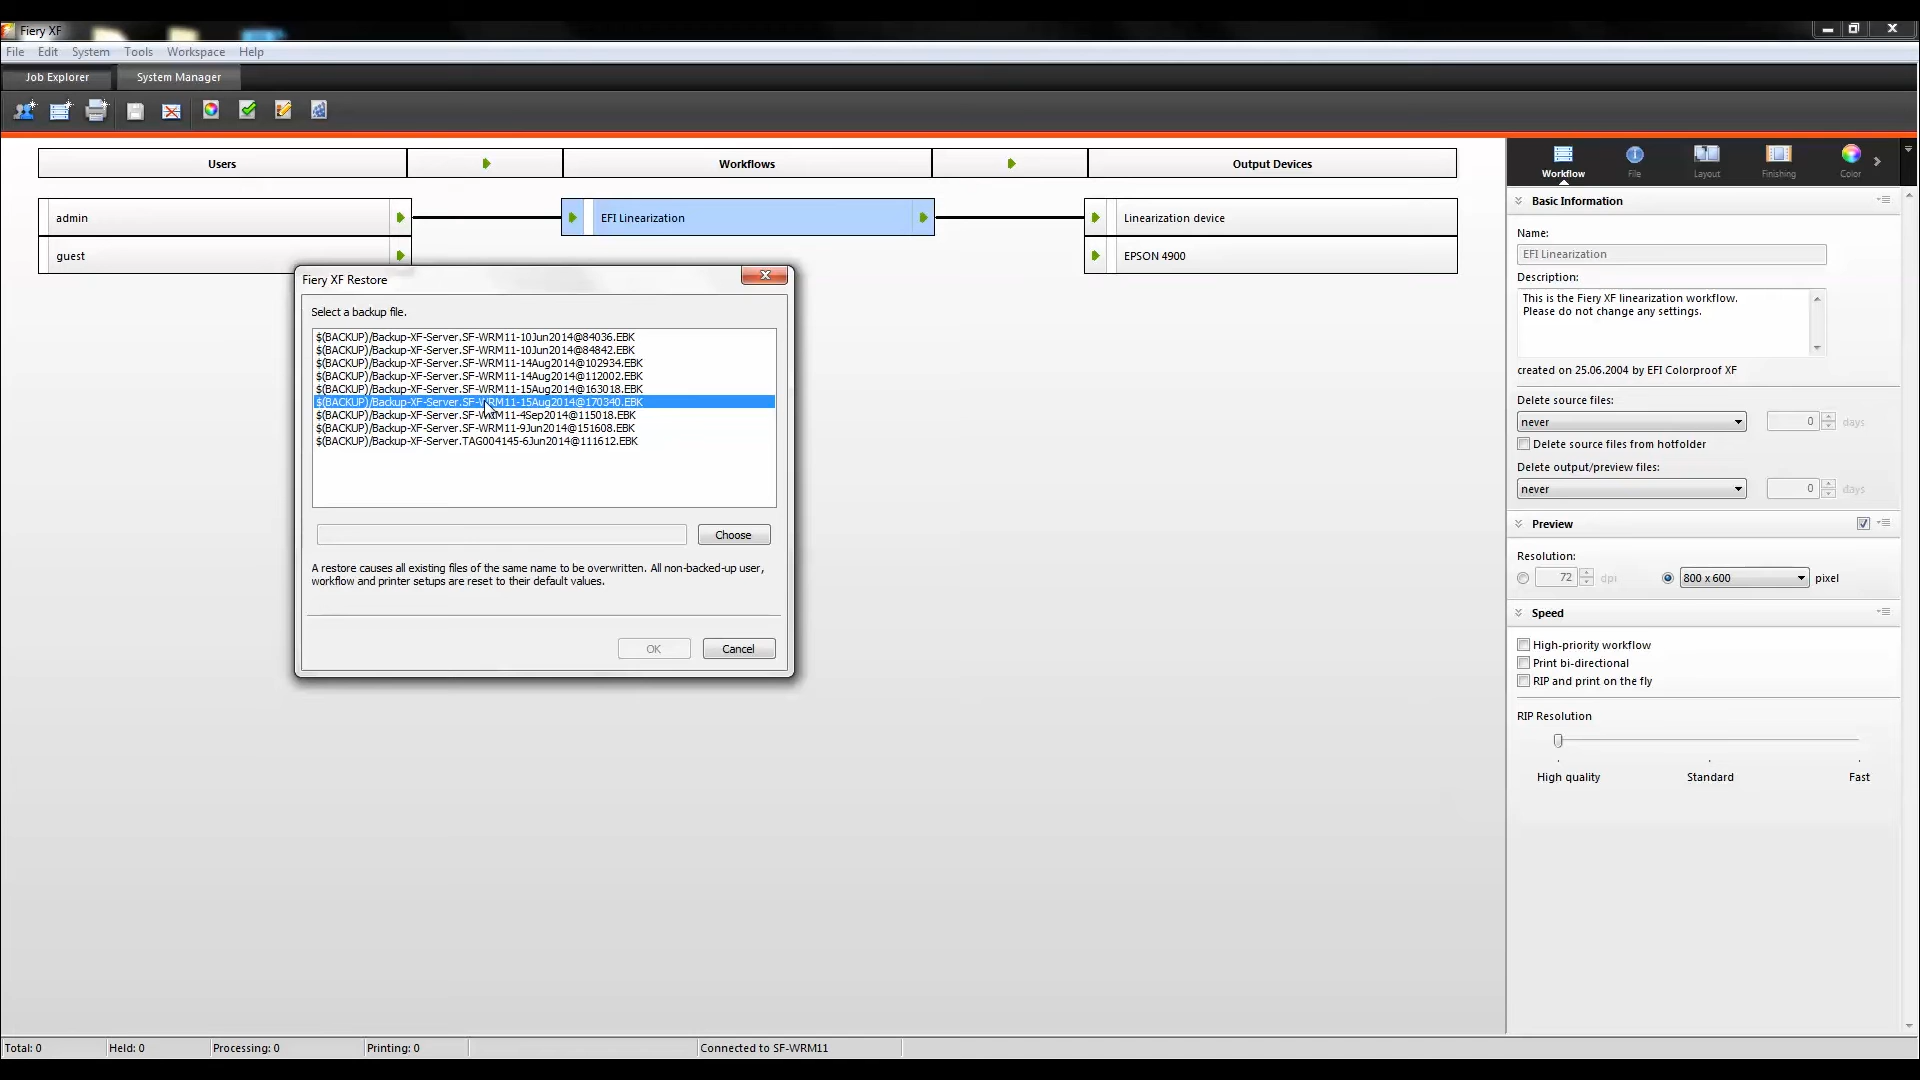 Fiery XF
File Edit System Tools Workspace Help
Job Explorer System Manager
Users Workflows Output Devices
admin EFI Linearization Linearization device
guest EPSON 4900
Fiery XF Restore
Select a backup file.
$(BACKUP)/Backup-XF-Server.SF-WRM11-10Jun2014@84036.EBK
$(BACKUP)/Backup-XF-Server.SF-WRM11-10Jun2014@84842.EBK
$(BACKUP)/Backup-XF-Server.SF-WRM11-14Aug2014@102934.EBK
$(BACKUP)/Backup-XF-Server.SF-WRM11-14Aug2014@112002.EBK
$(BACKUP)/Backup-XF-Server.SF-WRM11-15Aug2014@163018.EBK
$(BACKUP)/Backup-XF-Server.SF-WRM11-15Aug2014@170340.EBK
$(BACKUP)/Backup-XF-Server.SF-WRM11-4Sep2014@115018.EBK
$(BACKUP)/Backup-XF-Server.SF-WRM11-9Jun2014@151608.EBK
$(BACKUP)/Backup-XF-Server.TAG004145-6Jun2014@111612.EBK
Choose
A restore causes all existing files of the same name to be overwritten. All non-backed-up user,
workflow and printer setups are reset to their default values.
OK Cancel
Workflow File Layout Finishing Color
Basic Information
Name:
EFI Linearization
Description:
This is the Fiery XF linearization workflow.
Please do not change any settings.
created on 25.06.2004 by EFI Colorproof XF
Delete source files:
never 0 days
Delete source files from hotfolder
Delete output/preview files:
never 0 days
Preview
Resolution:
72 dpi 800 x 600 pixel
Speed
High-priority workflow
Print bi-directional
RIP and print on the fly
RIP Resolution
High quality Standard Fast
Total: 0 Held: 0 Processing: 0 Printing: 0 Connected to SF-WRM11